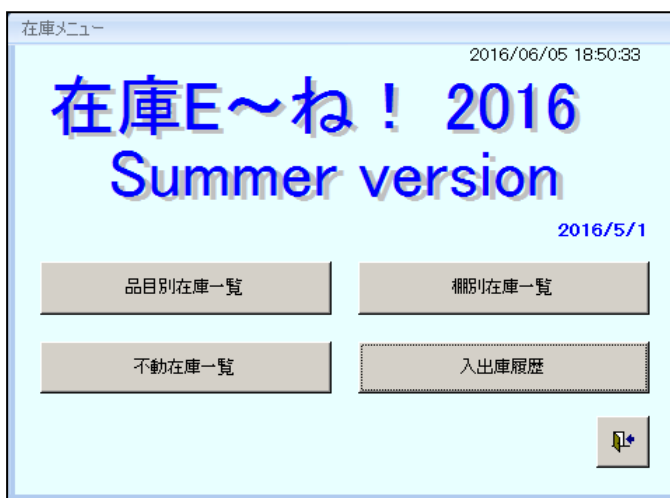 在庫メニュー
2016/06/05 18:50:33
在庫E～ね！ 2016
Summer version
2016/5/1
品目別在庫一覧
棚別在庫一覧
不動在庫一覧
入出庫履歴